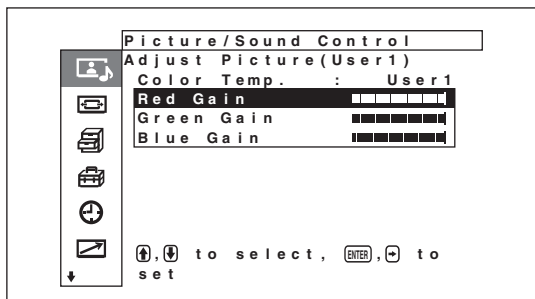 Picture/Sound Control
Adjust Picture(User1)
Color Temp. : User1
Red Gain
Green Gain
Blue Gain
, to select, ENTER, to
set